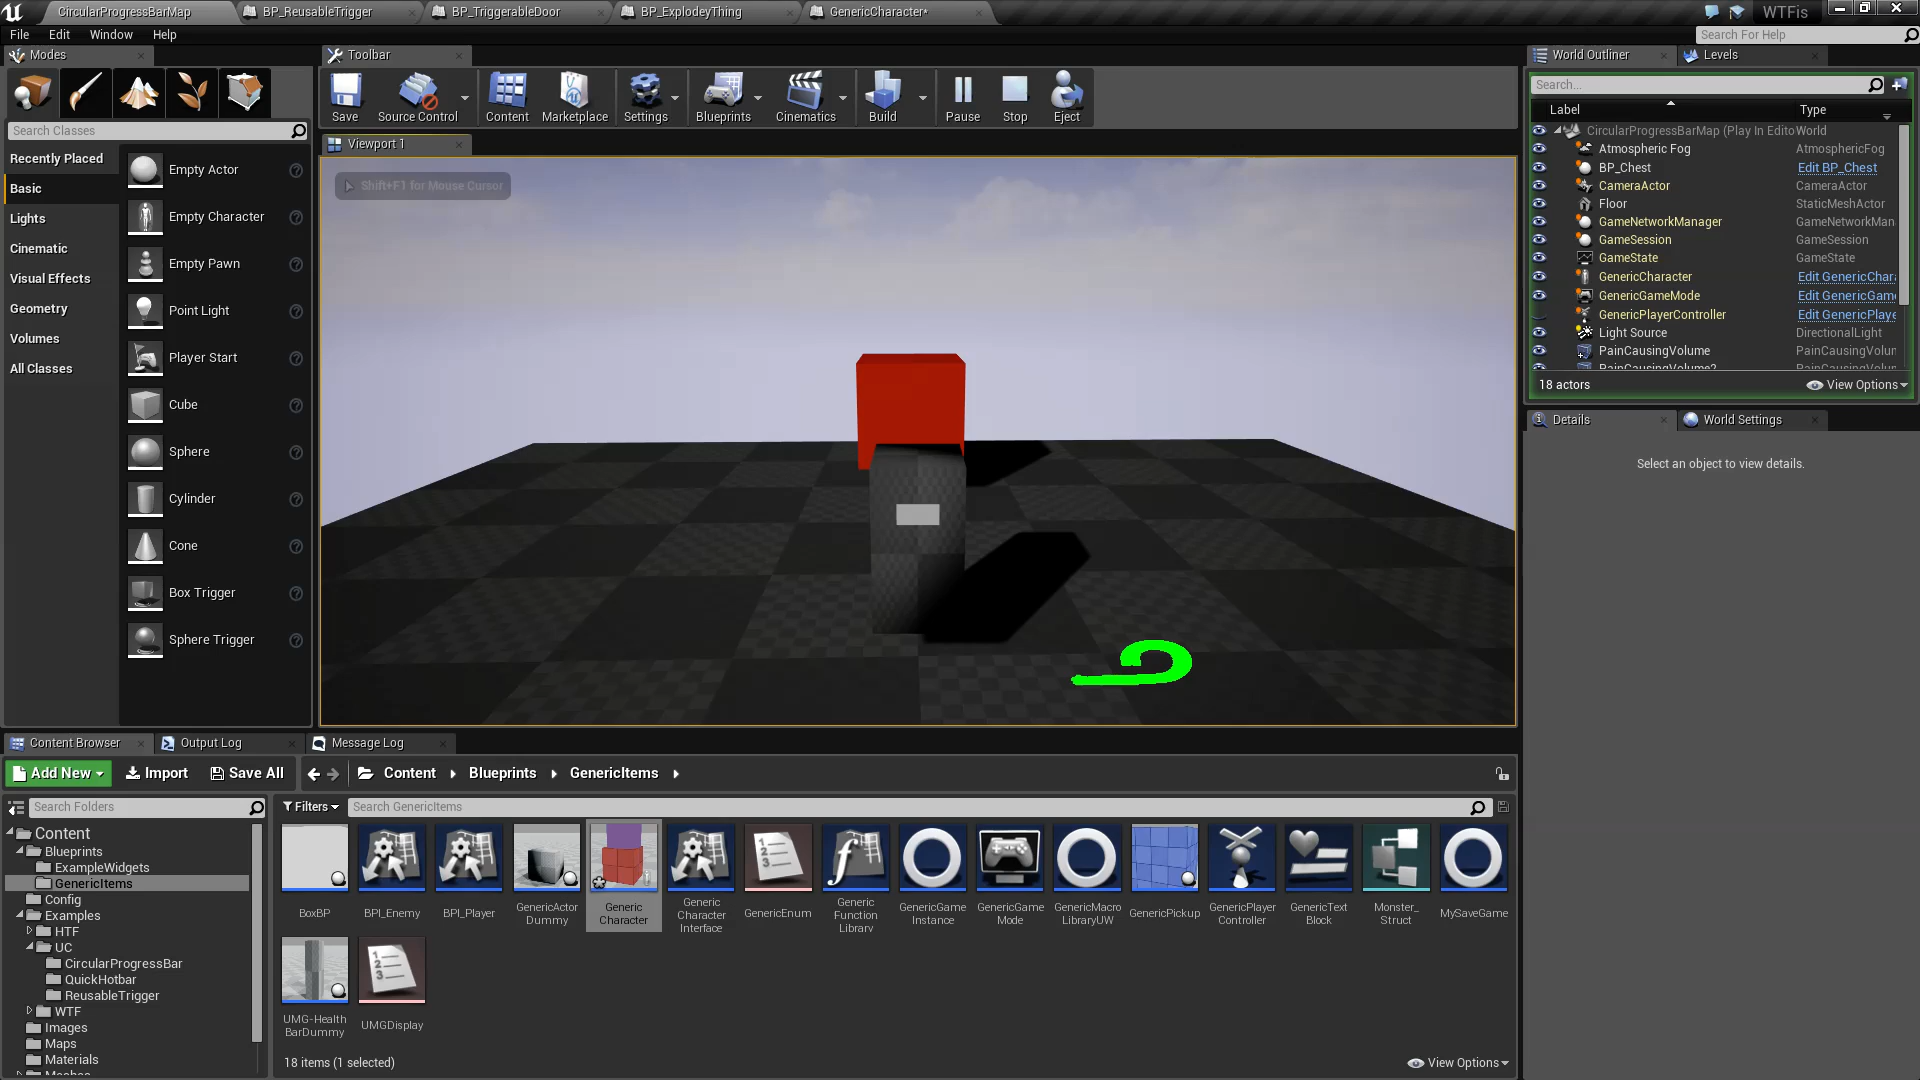 CircularProgressBarMap
BP_ReusableTrigger
BP_TriggerableDoor
BP_ExplodeyThing
GenericCharacter*
WTFis
File Edit Window Help
Search For Help
Modes
Toolbar
World Outliner
Levels
Save
Source Control
Content
Marketplace
Settings
Blueprints
Cinematics
Build
Pause
Stop
Eject
Search Classes
Recently Placed
Basic
Lights
Cinematic
Visual Effects
Geometry
Volumes
All Classes
Empty Actor
Empty Character
Empty Pawn
Point Light
Player Start
Cube
Sphere
Cylinder
Cone
Box Trigger
Sphere Trigger
Viewport 1
Shift+F1 for Mouse Cursor
Search...
Label Type
CircularProgressBarMap (Play In Edito World
Atmospheric Fog AtmosphericFog
BP_Chest Edit BP_Chest
CameraActor CameraActor
Floor StaticMeshActor
GameNetworkManager GameNetworkMan
GameSession GameSession
GameState GameState
GenericCharacter Edit GenericChar
GenericGameMode Edit GenericGame
GenericPlayerController Edit GenericPlaye
Light Source DirectionalLight
PainCausingVolume PainCausingVolum
PainCausingVolume2
18 actors
View Options
Details
World Settings
Select an object to view details.
Content Browser
Output Log
Message Log
Add New
Import
Save All
Content
Blueprints
GenericItems
Search Folders
Filters
Search GenericItems
Content
Blueprints
ExampleWidgets
GenericItems
Config
Examples
HTF
UC
CircularProgressBar
QuickHotbar
ReusableTrigger
WTF
Images
Maps
Materials
BoxBP
BPI_Enemy
BPI_Player
GenericActor
Dummy
Generic
Character
Generic
Character
Interface
GenericEnum
Generic
Function
Library
GenericGame
Instance
GenericGame
Mode
GenericMacro
LibraryUW
GenericPickup
GenericPlayer
Controller
GenericText
Block
Monster_
Struct
MySaveGame
UMG-Health
BarDummy
UMGDisplay
18 items (1 selected)
View Options